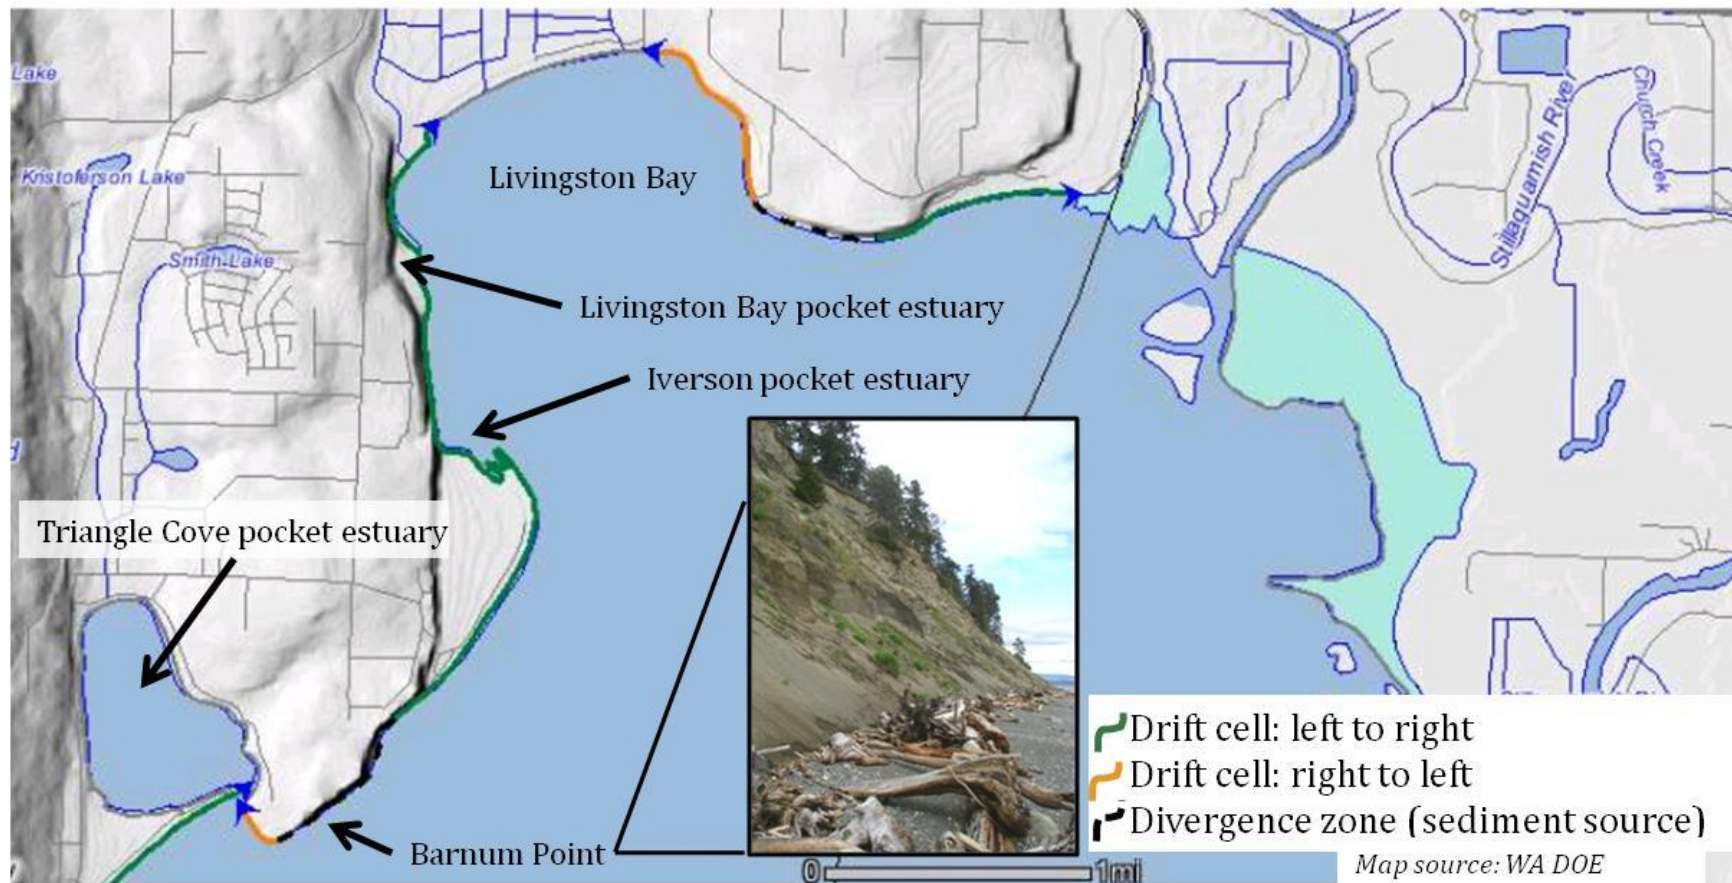 Lake
Kristoferson Lake
Smith Lake
Livingston Bay
Livingston Bay pocket estuary
Iverson pocket estuary
Triangle Cove pocket estuary
Barnum Point
Stillaquamish River
Church Creek
Drift cell: left to right
Drift cell: right to left
Divergence zone (sediment source)
Map source: WA DOE
0 1mi